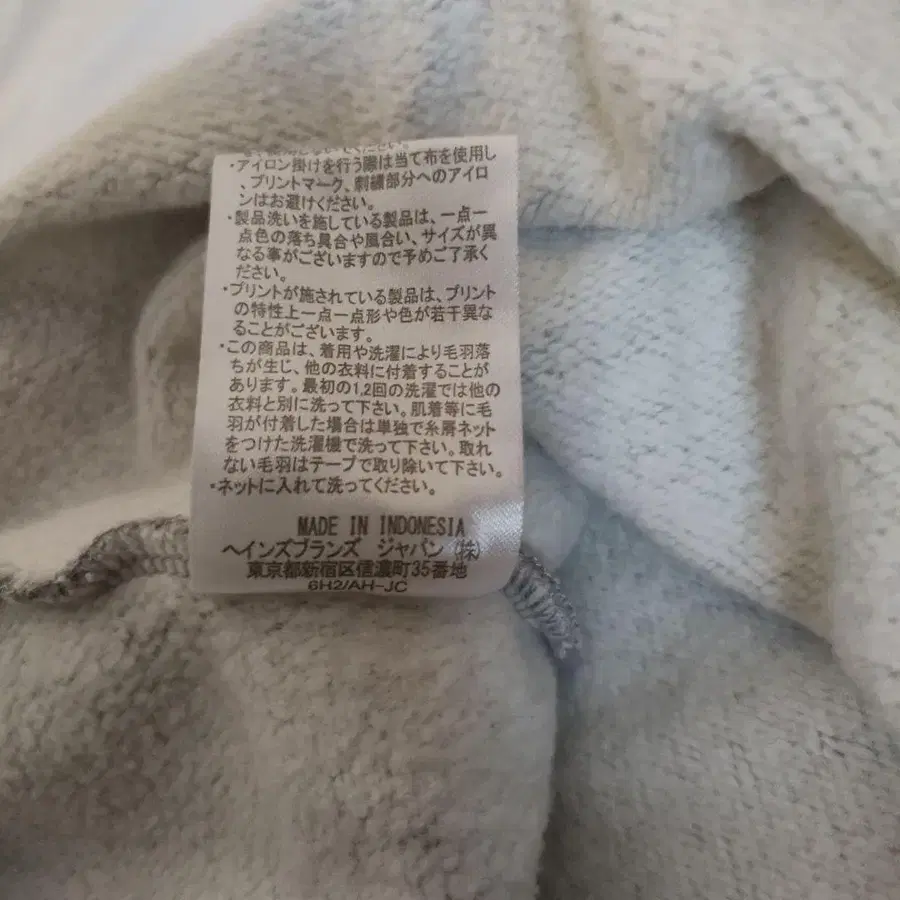 ください。
・アイロン掛けを行う際は当て布を使用し
、プリントマーク、刺繍部分へのアイロ
ンはお避けください。
・製品洗いを施している製品は、一点一
点色の落ち具合や風合い、サイズが異
なる事がございますので予めご了承く
ださい。
・プリントが施されている製品は、プリント
の特性上一点一点形や色が若干異な
ることがございます。
・この商品は、着用や洗濯により毛羽落
ちが生じ、他の衣料に付着することが
あります。最初の1,2回の洗濯では他の
衣料と別に洗って下さい。肌着等に毛
羽が付着した場合は単独で糸屑ネット
をつけた洗濯機で洗って下さい。取れ
ない毛羽はテープで取り除いて下さい。
・ネットに入れて洗ってください。
MADE IN INDONESIA
ヘインズブランズ ジャパン(株)
東京都新宿区信濃町35番地
6H2/AH-JC